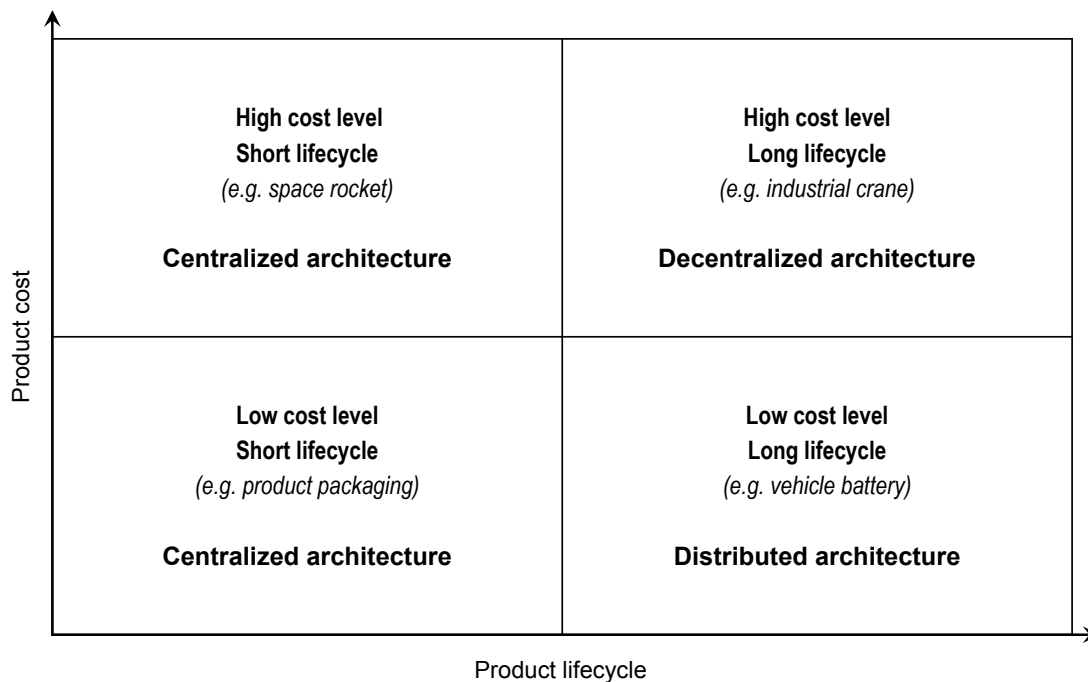 High cost level
Short lifecycle
(e.g. space rocket)
Centralized architecture
High cost level
Long lifecycle
(e.g. industrial crane)
Decentralized architecture
Product cost
Low cost level
Short lifecycle
(e.g. product packaging)
Centralized architecture
Low cost level
Long lifecycle
(e.g. vehicle battery)
Distributed architecture
Product lifecycle